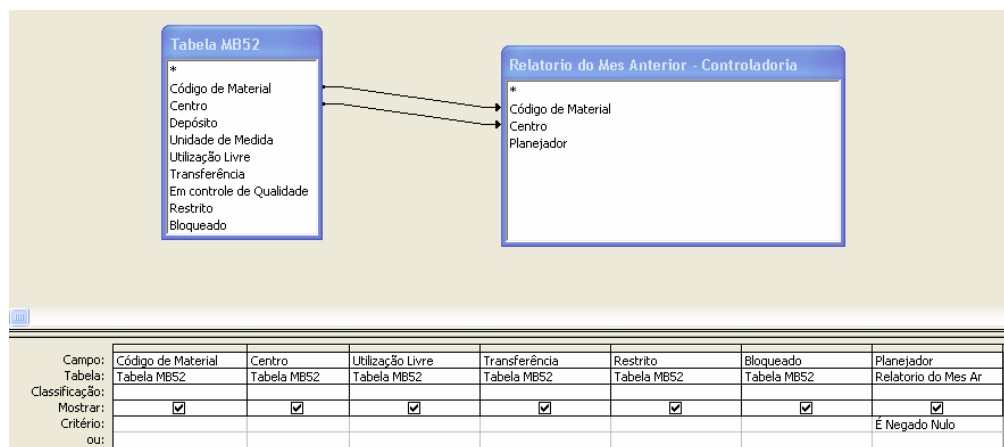 Tabela MB52
*
Código de Material
Centro
Depósito
Unidade de Medida
Utilização Livre
Transferência
Em controle de Qualidade
Restrito
Bloqueado
Relatorio do Mes Anterior - Controladoria
*
Código de Material
Centro
Planejador
Campo: Código de Material Centro Utilização Livre Transferência Restrito Bloqueado Planejador
Tabela: Tabela MB52 Tabela MB52 Tabela MB52 Tabela MB52 Tabela MB52 Tabela MB52 Relatorio do Mes Ar
Classificação:
Mostrar:
Critério: É Negado Nulo
ou: